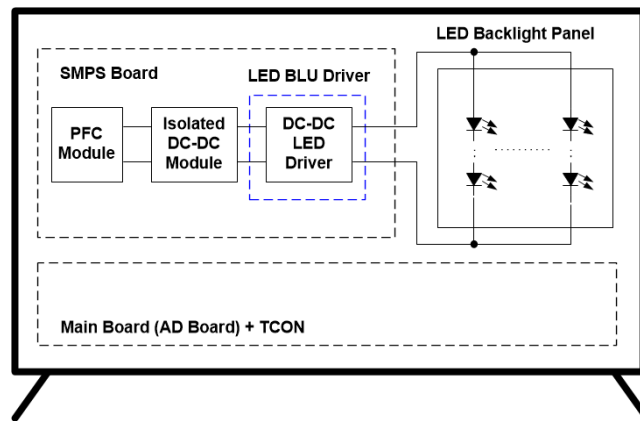 LED Backlight Panel
SMPS Board
LED BLU Driver
PFC
Module
Isolated
DC-DC
Module
DC-DC
LED
Driver
Main Board (AD Board) + TCON